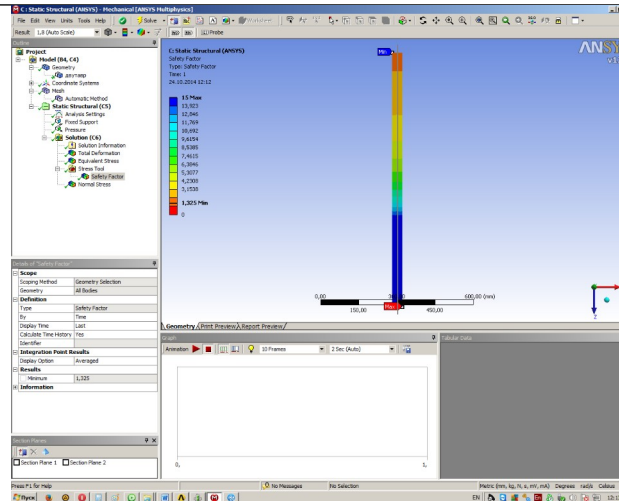 C: Static Structural (ANSYS) - Mechanical [ANSYS Multiphysics]
File Edit View Units Tools Help Solve
Result 1,8 (Auto Scale) Probe
Outline
Project
Model (B4, C4)
Geometry
двутавр
Coordinate Systems
Mesh
Automatic Method
Static Structural (C5)
Analysis Settings
Fixed Support
Pressure
Solution (C6)
Solution Information
Total Deformation
Equivalent Stress
Stress Tool
Safety Factor
Normal Stress
C: Static Structural (ANSYS)
Safety Factor
Type: Safety Factor
Time: 1
24.10.2014 12:12
15 Max
13,923
12,846
11,769
10,692
9,6154
8,5385
7,4615
6,3846
5,3077
4,2308
3,1538
1,325 Min
0
Min
Max
ANSY
0,00
600,00 (mm)
150,00
450,00
Z
Geometry Print Preview Report Preview
Details of "Safety Factor"
Scope
Scoping Method Geometry Selection
Geometry All Bodies
Definition
Type Safety Factor
By Time
Display Time Last
Calculate Time History Yes
Identifier
Integration Point Results
Display Option Averaged
Results
Minimum 1,325
Information
Graph
Animation 10 Frames 2 Sec (Auto)
0,
1,
Tabular Data
Section Planes
Section Plane 1 Section Plane 2
Press F1 for Help No Messages No Selection Metric (mm, kg, N, s, mV, mA) Degrees rad/s Celsius
Пуск EN